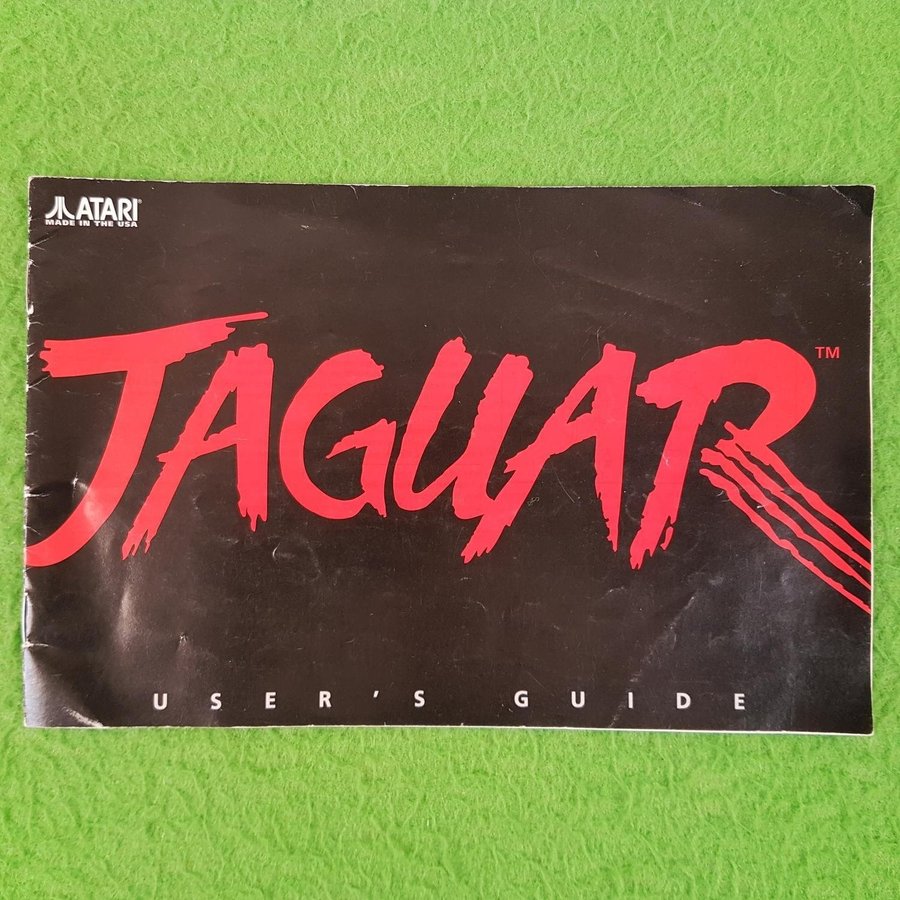 ATARI®
MADE IN THE USA
JAGUAR™
USER'S GUIDE